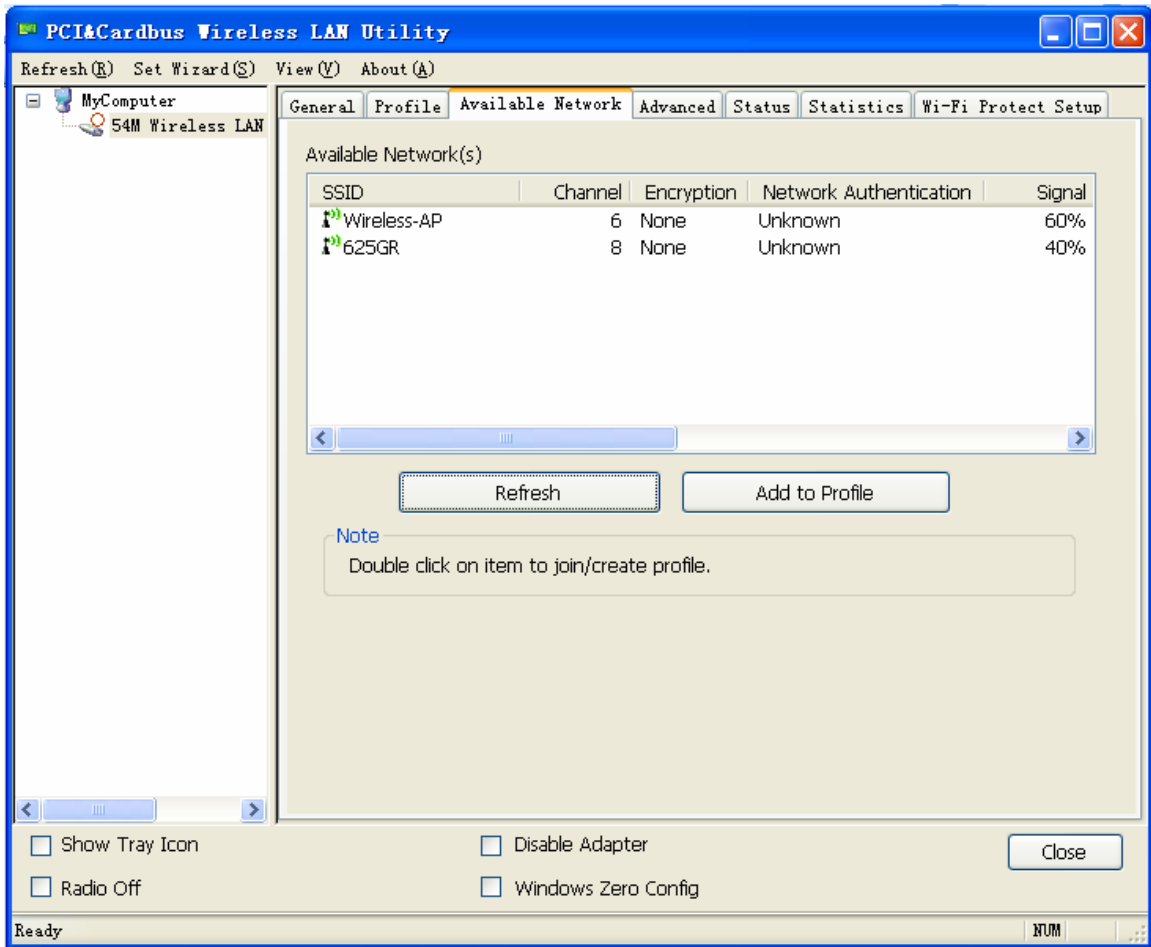 PCI&Cardbus Wireless LAN Utility
Refresh(R) Set Wizard(S) View(V) About(A)
MyComputer
54M Wireless LAN
General Profile Available Network Advanced Status Statistics Wi-Fi Protect Setup
Available Network(s)
SSID Channel Encryption Network Authentication Signal
Wireless-AP 6 None Unknown 60%
625GR 8 None Unknown 40%
Refresh Add to Profile
Note
Double click on item to join/create profile.
Show Tray Icon Disable Adapter Close
Radio Off Windows Zero Config
Ready NUM